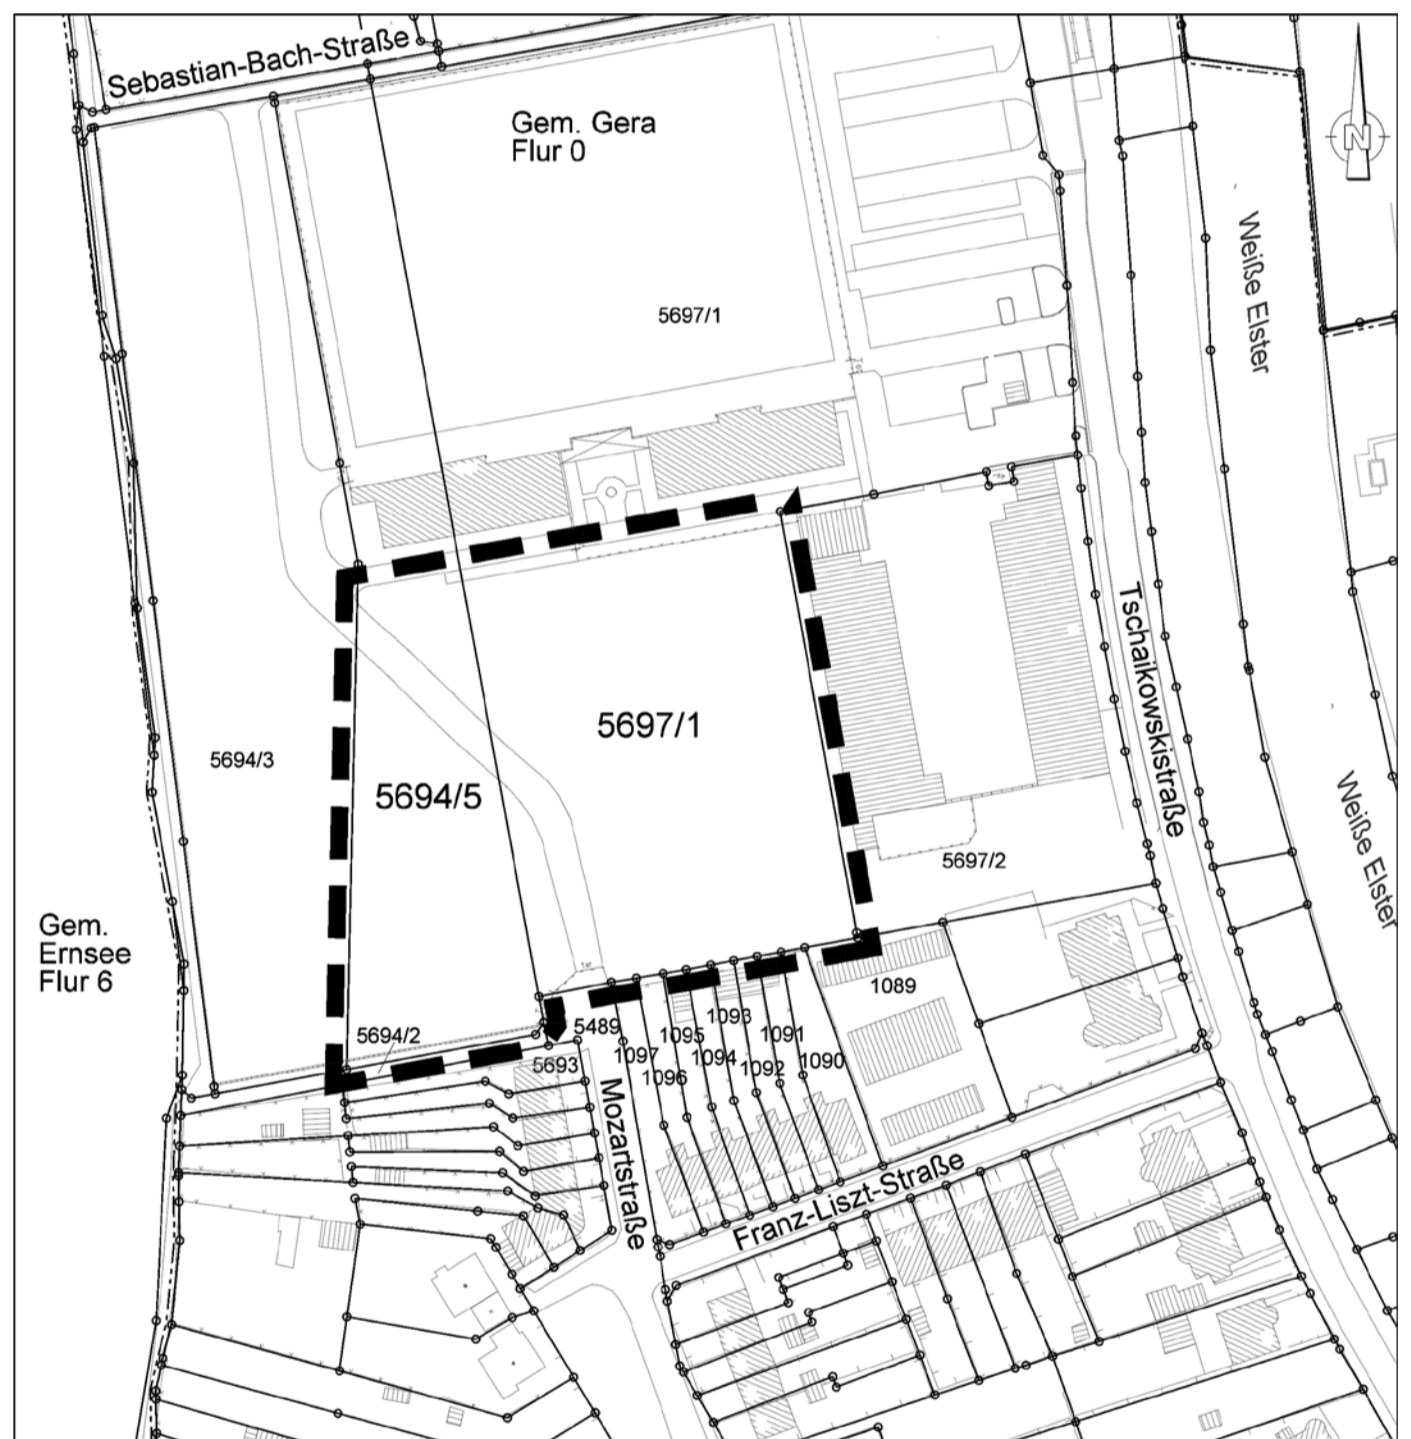 Sebastian-Bach-Straße
Gem. Gera
Flur 0
N
Weiße Elster
5697/1
Tschaikowskistraße
5697/1
5694/3
5694/5
Weiße Elster
5697/2
Gem.
Ernsee
Flur 6
1089
5694/2
5489
1093
1095
1091
1097
1094
1090
5693
1096
1092
Mozartstraße
Franz-Liszt-Straße